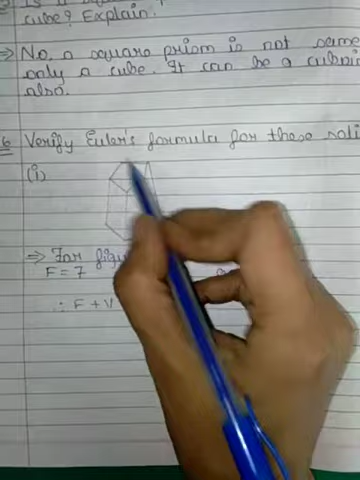 cube? Explain.
⇒ No, a square prism is not same
only a cube. It can be a cuboid
also.
6 Verify Euler's formula for these soli
(i)
⇒ For figu
F = 7
∴ F + V